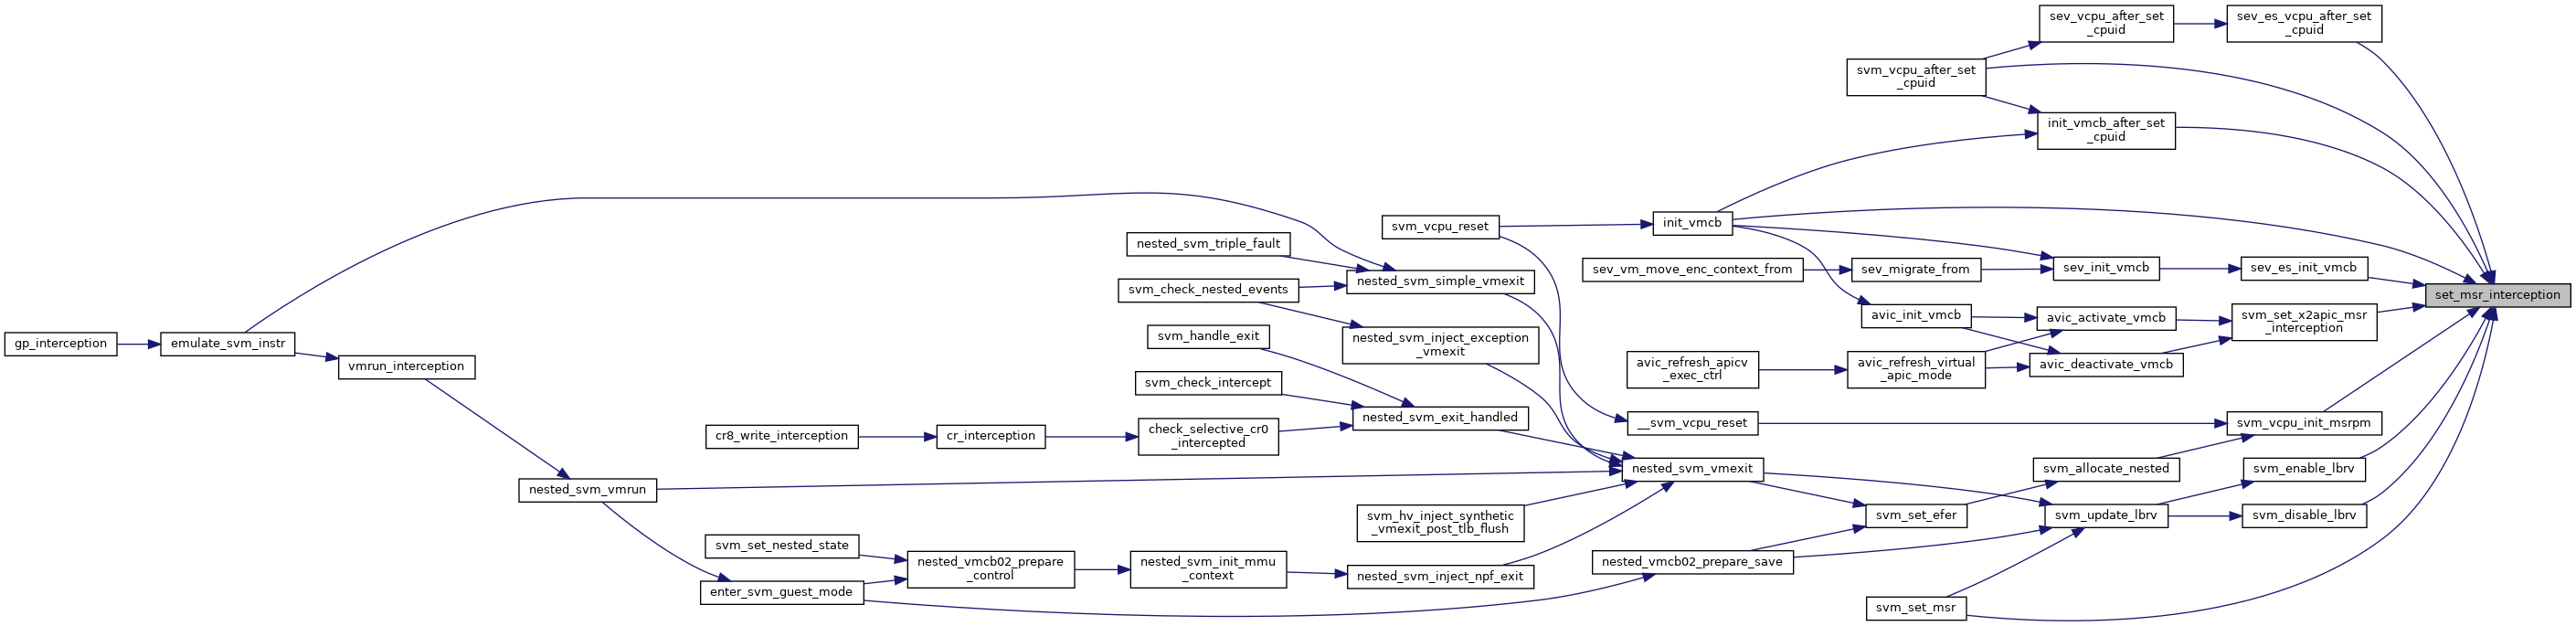 sev_vcpu_after_set
_cpuid
sev_es_vcpu_after_set
_cpuid
svm_vcpu_after_set
_cpuid
init_vmcb_after_set
_cpuid
svm_vcpu_reset
init_vmcb
nested_svm_triple_fault
sev_vm_move_enc_context_from
sev_migrate_from
sev_init_vmcb
sev_es_init_vmcb
nested_svm_simple_vmexit
svm_check_nested_events
set_msr_interception
avic_init_vmcb
avic_activate_vmcb
svm_set_x2apic_msr
_interception
svm_handle_exit
nested_svm_inject_exception
_vmexit
gp_interception
emulate_svm_instr
vmrun_interception
avic_refresh_apicv
_exec_ctrl
avic_refresh_virtual
_apic_mode
avic_deactivate_vmcb
svm_check_intercept
nested_svm_exit_handled
__svm_vcpu_reset
svm_vcpu_init_msrpm
cr8_write_interception
cr_interception
check_selective_cr0
_intercepted
nested_svm_vmexit
svm_allocate_nested
svm_enable_lbrv
nested_svm_vmrun
svm_hv_inject_synthetic
_vmexit_post_tlb_flush
svm_set_efer
svm_update_lbrv
svm_disable_lbrv
svm_set_nested_state
nested_vmcb02_prepare
_control
nested_svm_init_mmu
_context
nested_svm_inject_npf_exit
nested_vmcb02_prepare_save
enter_svm_guest_mode
svm_set_msr